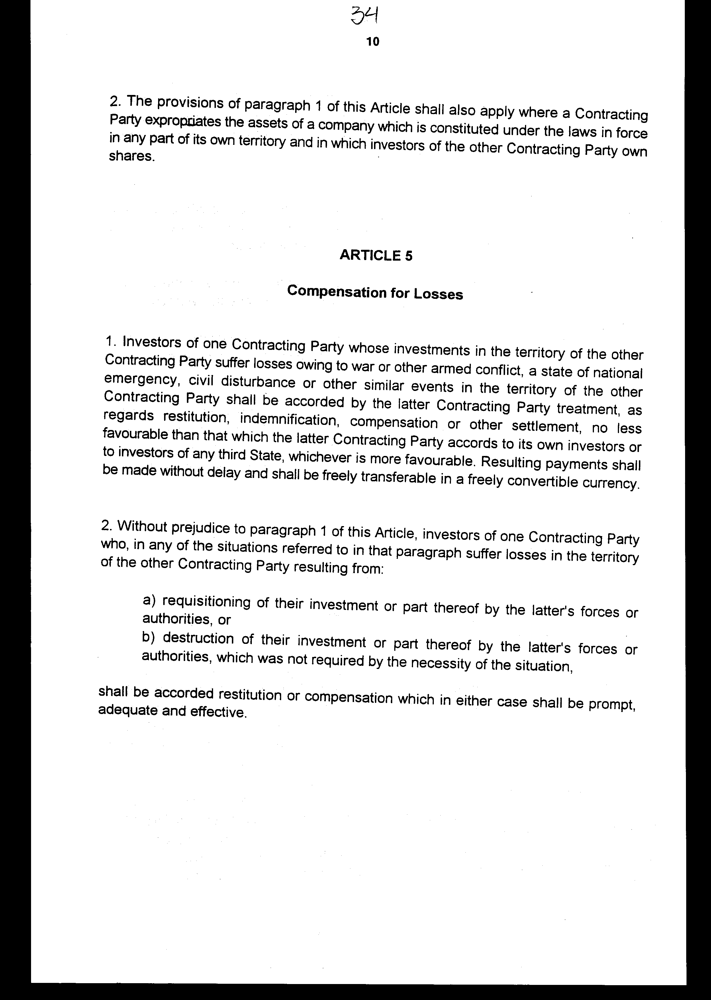 34
10
2. The provisions of paragraph 1 of this Article shall also apply where a Contracting
Party expropriates the assets of a company which is constituted under the laws in force
in any part of its own territory and in which investors of the other Contracting Party own
shares.
ARTICLE 5
Compensation for Losses
1. Investors of one Contracting Party whose investments in the territory of the other
Contracting Party suffer losses owing to war or other armed conflict, a state of national
emergency, civil disturbance or other similar events in the territory of the other
Contracting Party shall be accorded by the latter Contracting Party treatment, as
regards restitution, indemnification, compensation or other settlement, no less
favourable than that which the latter Contracting Party accords to its own investors or
to investors of any third State, whichever is more favourable. Resulting payments shall
be made without delay and shall be freely transferable in a freely convertible currency.
2. Without prejudice to paragraph 1 of this Article, investors of one Contracting Party
who, in any of the situations referred to in that paragraph suffer losses in the territory
of the other Contracting Party resulting from:
a) requisitioning of their investment or part thereof by the latter's forces or
authorities, or
b) destruction of their investment or part thereof by the latter's forces or
authorities, which was not required by the necessity of the situation,
shall be accorded restitution or compensation which in either case shall be prompt,
adequate and effective.